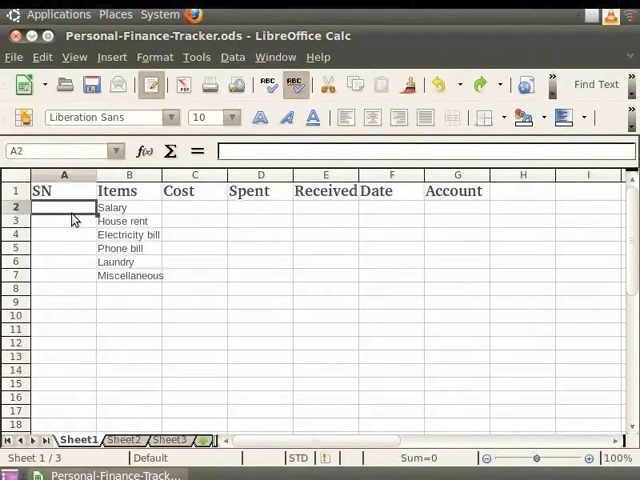 Applications Places System
Personal-Finance-Tracker.ods - LibreOffice Calc
File Edit View Insert Format Tools Data Window Help
ABC ABC Find Text
Liberation Sans 10 A A A
A2 f(x) Σ =
A B C D E F G H I
1 SN Items Cost Spent Received Date Account
2 Salary
3 House rent
4 Electricity bill
5 Phone bill
6 Laundry
7 Miscellaneous
8
9
10
11
12
13
14
15
16
17
18
Sheet1 Sheet2 Sheet3
Sheet 1 / 3 Default STD Sum=0 100%
Personal-Finance-Track...